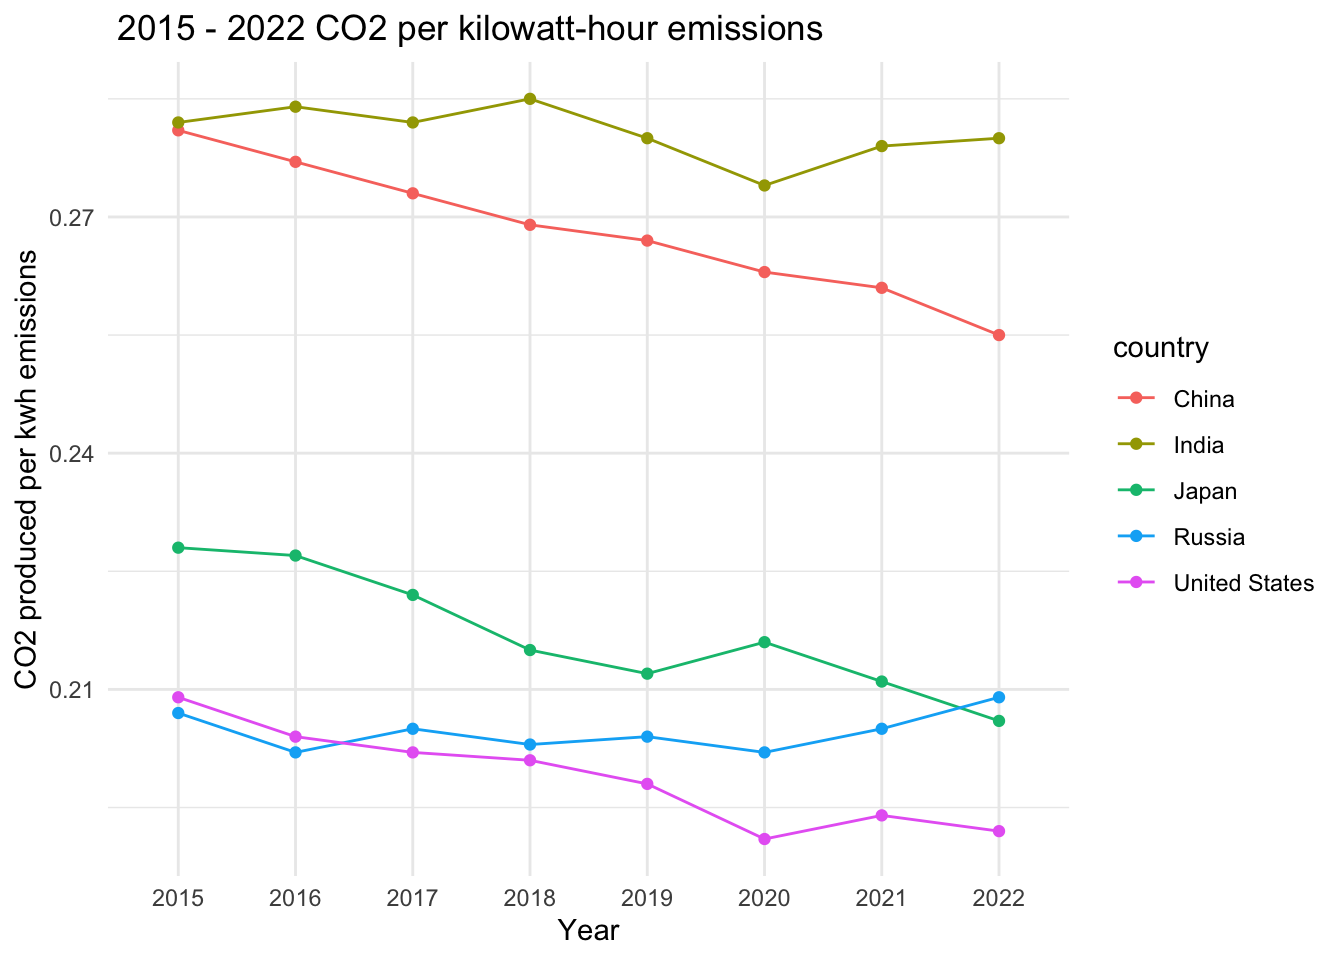 2015 - 2022 CO2 per kilowatt-hour emissions
CO2 produced per kwh emissions
0.27
0.24
0.21
2015 2016 2017 2018 2019 2020 2021 2022
Year
country
China
India
Japan
Russia
United States